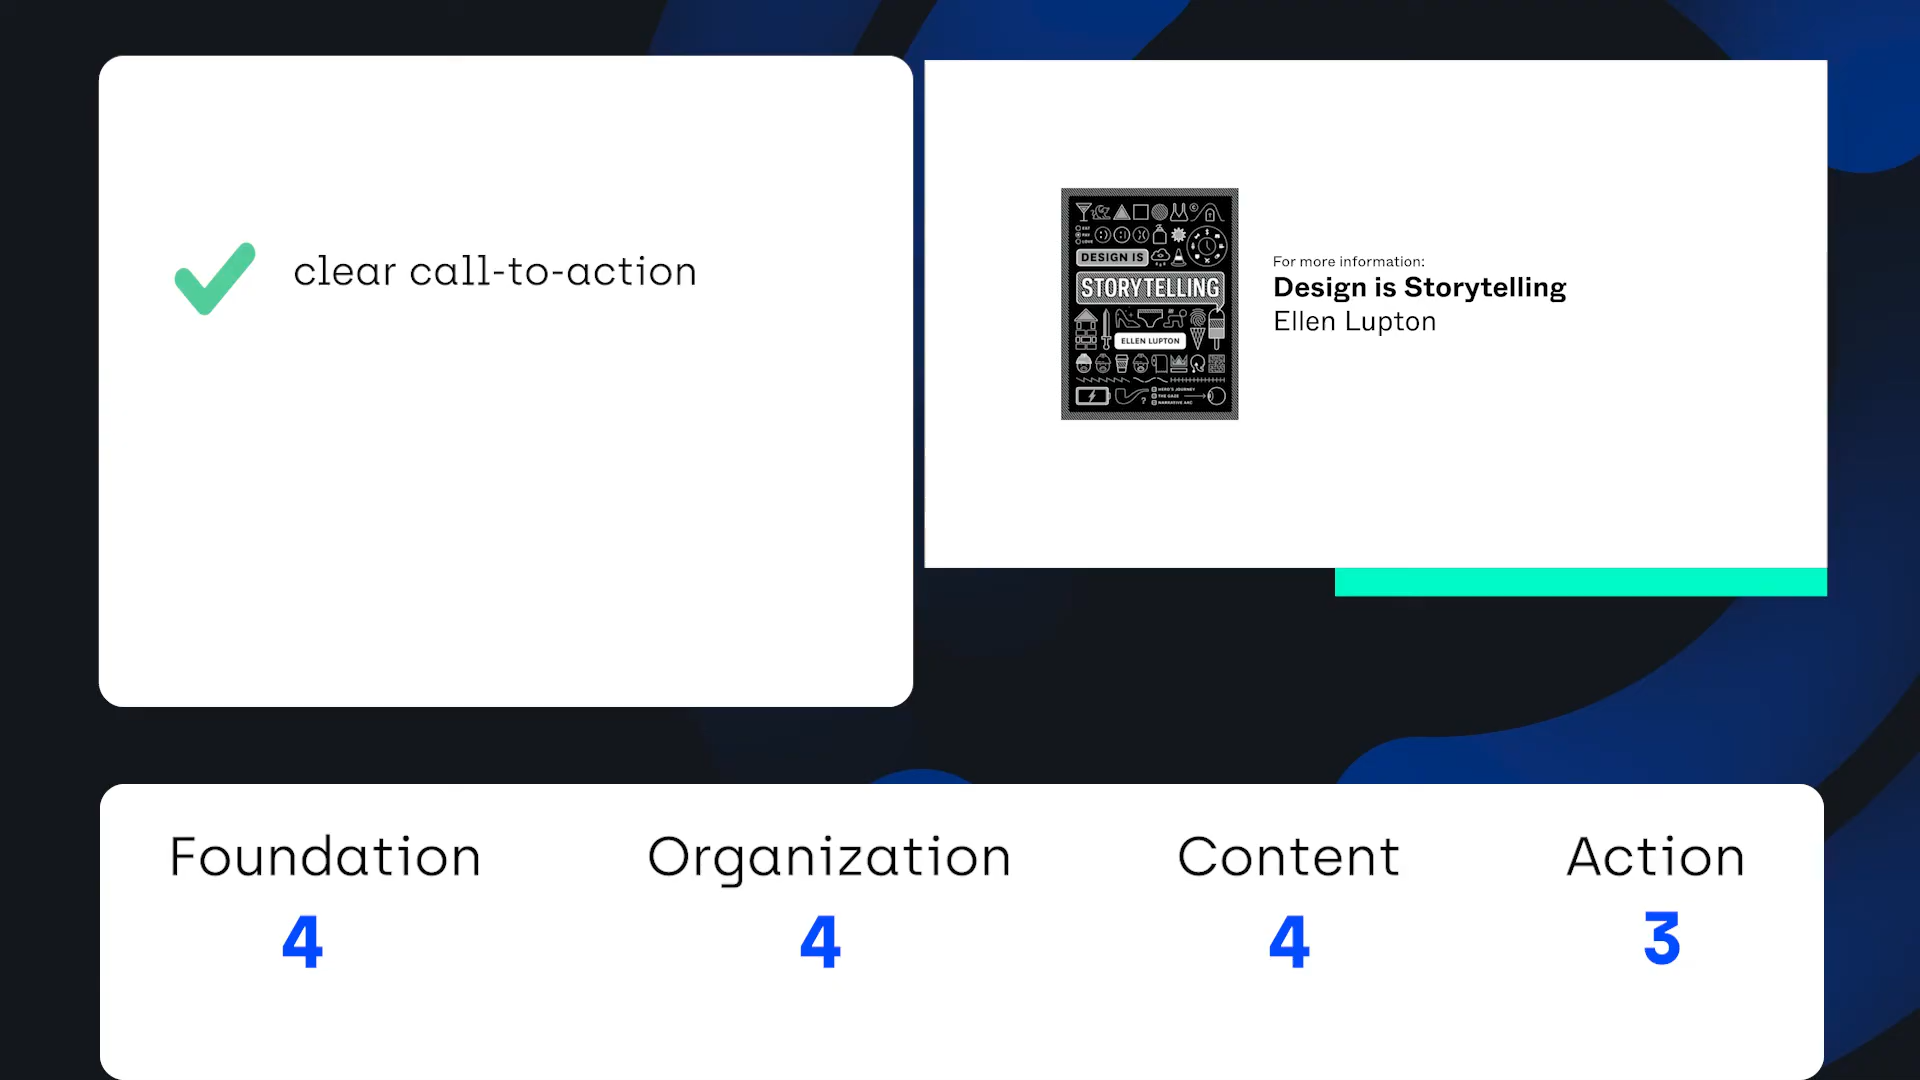 clear call-to-action
DESIGN IS
STORYTELLING
ELLEN LUPTON
For more information:
Design is Storytelling
Ellen Lupton
Foundation
Organization
Content
Action
4
4
4
3